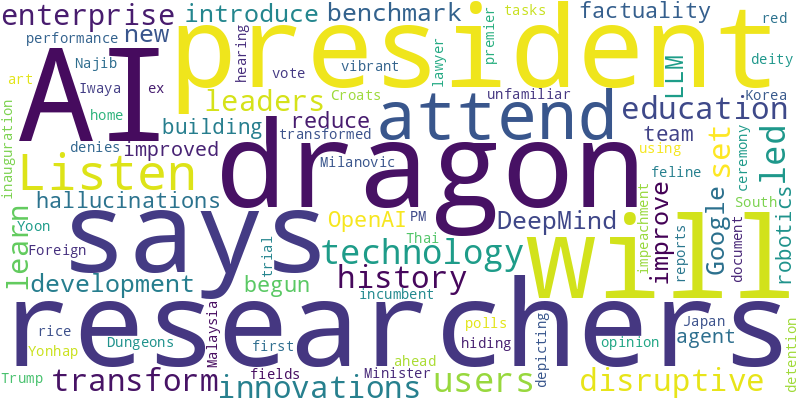 enterprise
introduce
benchmark
tasks
factuality
red
performance
new
hearing
president
lawyer
premier
AI
Najib
vote
vibrant
LLM
deity
art
Iwaya
ex
leaders
Croats
unfamiliar
Korea
home
building
reduce
attend
education
denies
improved
transformed
dragon
team
using
set
ceremony
led
inauguration
Listen
Milanovic
feline
hallucinations
OpenAI
PM
DeepMind
impeachment
improve
Google
robotics
South
learn
Yoon
says
Thai
will
reports
document
Foreign
trial
technology
history
development
begun
incumbent
researchers
rice
Malaysia
polls
Japan
Yonhap
Dungeons
first
hiding
depicting
opinion
agent
detention
Trump
transform
fields
innovations
ahead
Minister
users
disruptive